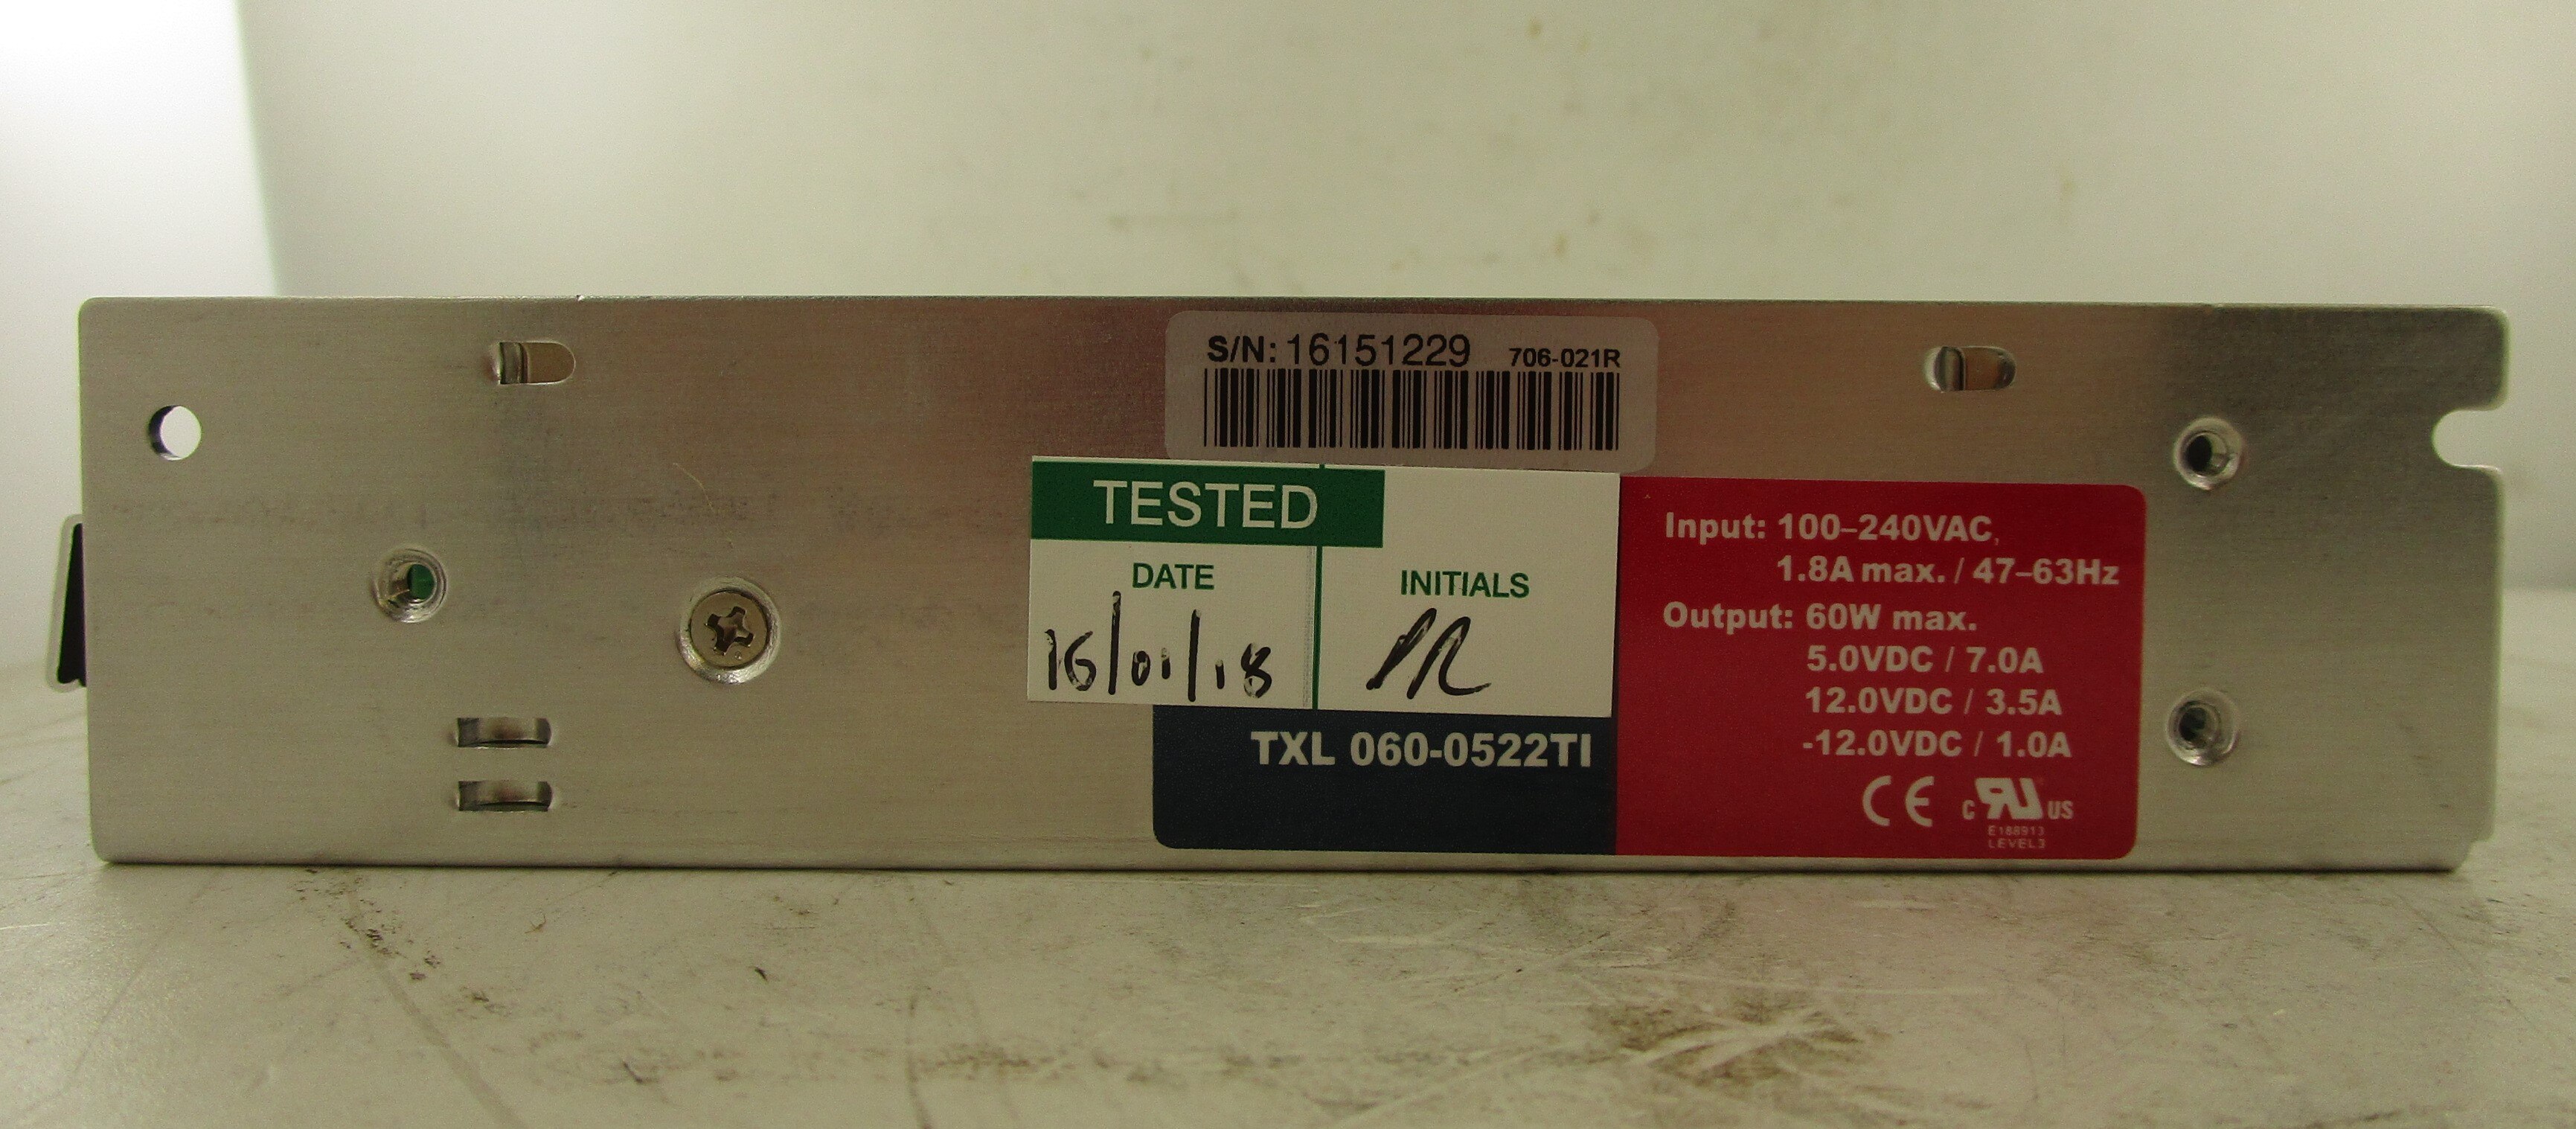 S/N: 16151229 706-021R
TESTED
DATE
INITIALS
16/01/18
Input: 100–240VAC,
1.8A max. / 47–63Hz
Output: 60W max.
5.0VDC / 7.0A
12.0VDC / 3.5A
-12.0VDC / 1.0A
TXL 060-0522TI
CE c RU US
E188913
LEVEL3